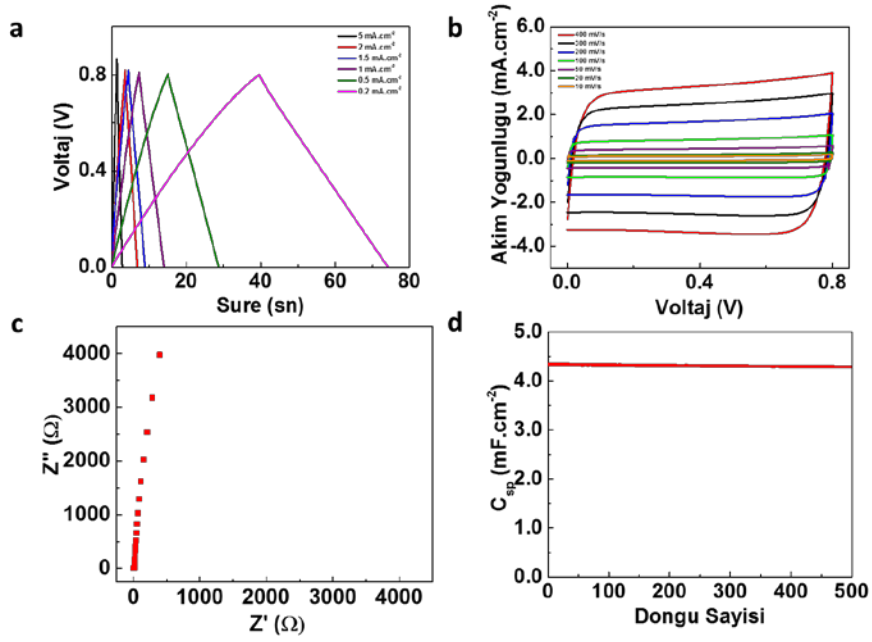 a
5 mA.cm⁻²
2 mA.cm⁻²
1.5 mA.cm⁻²
1 mA.cm⁻²
0.5 mA.cm⁻²
0.2 mA.cm⁻²
Voltaj (V)
0.8
0.4
0.0
0 20 40 60 80
Sure (sn)
b
400 mV/s
300 mV/s
200 mV/s
100 mV/s
50 mV/s
20 mV/s
10 mV/s
Akim Yogunlugu (mA.cm⁻²)
6.0
4.0
2.0
0.0
-2.0
-4.0
0.0 0.4 0.8
Voltaj (V)
c
Z'' (Ω)
4000
3000
2000
1000
0
0 1000 2000 3000 4000
Z' (Ω)
d
C_sp (mF.cm⁻²)
5.0
4.0
3.0
2.0
1.0
0.0
0 100 200 300 400 500
Dongu Sayisi